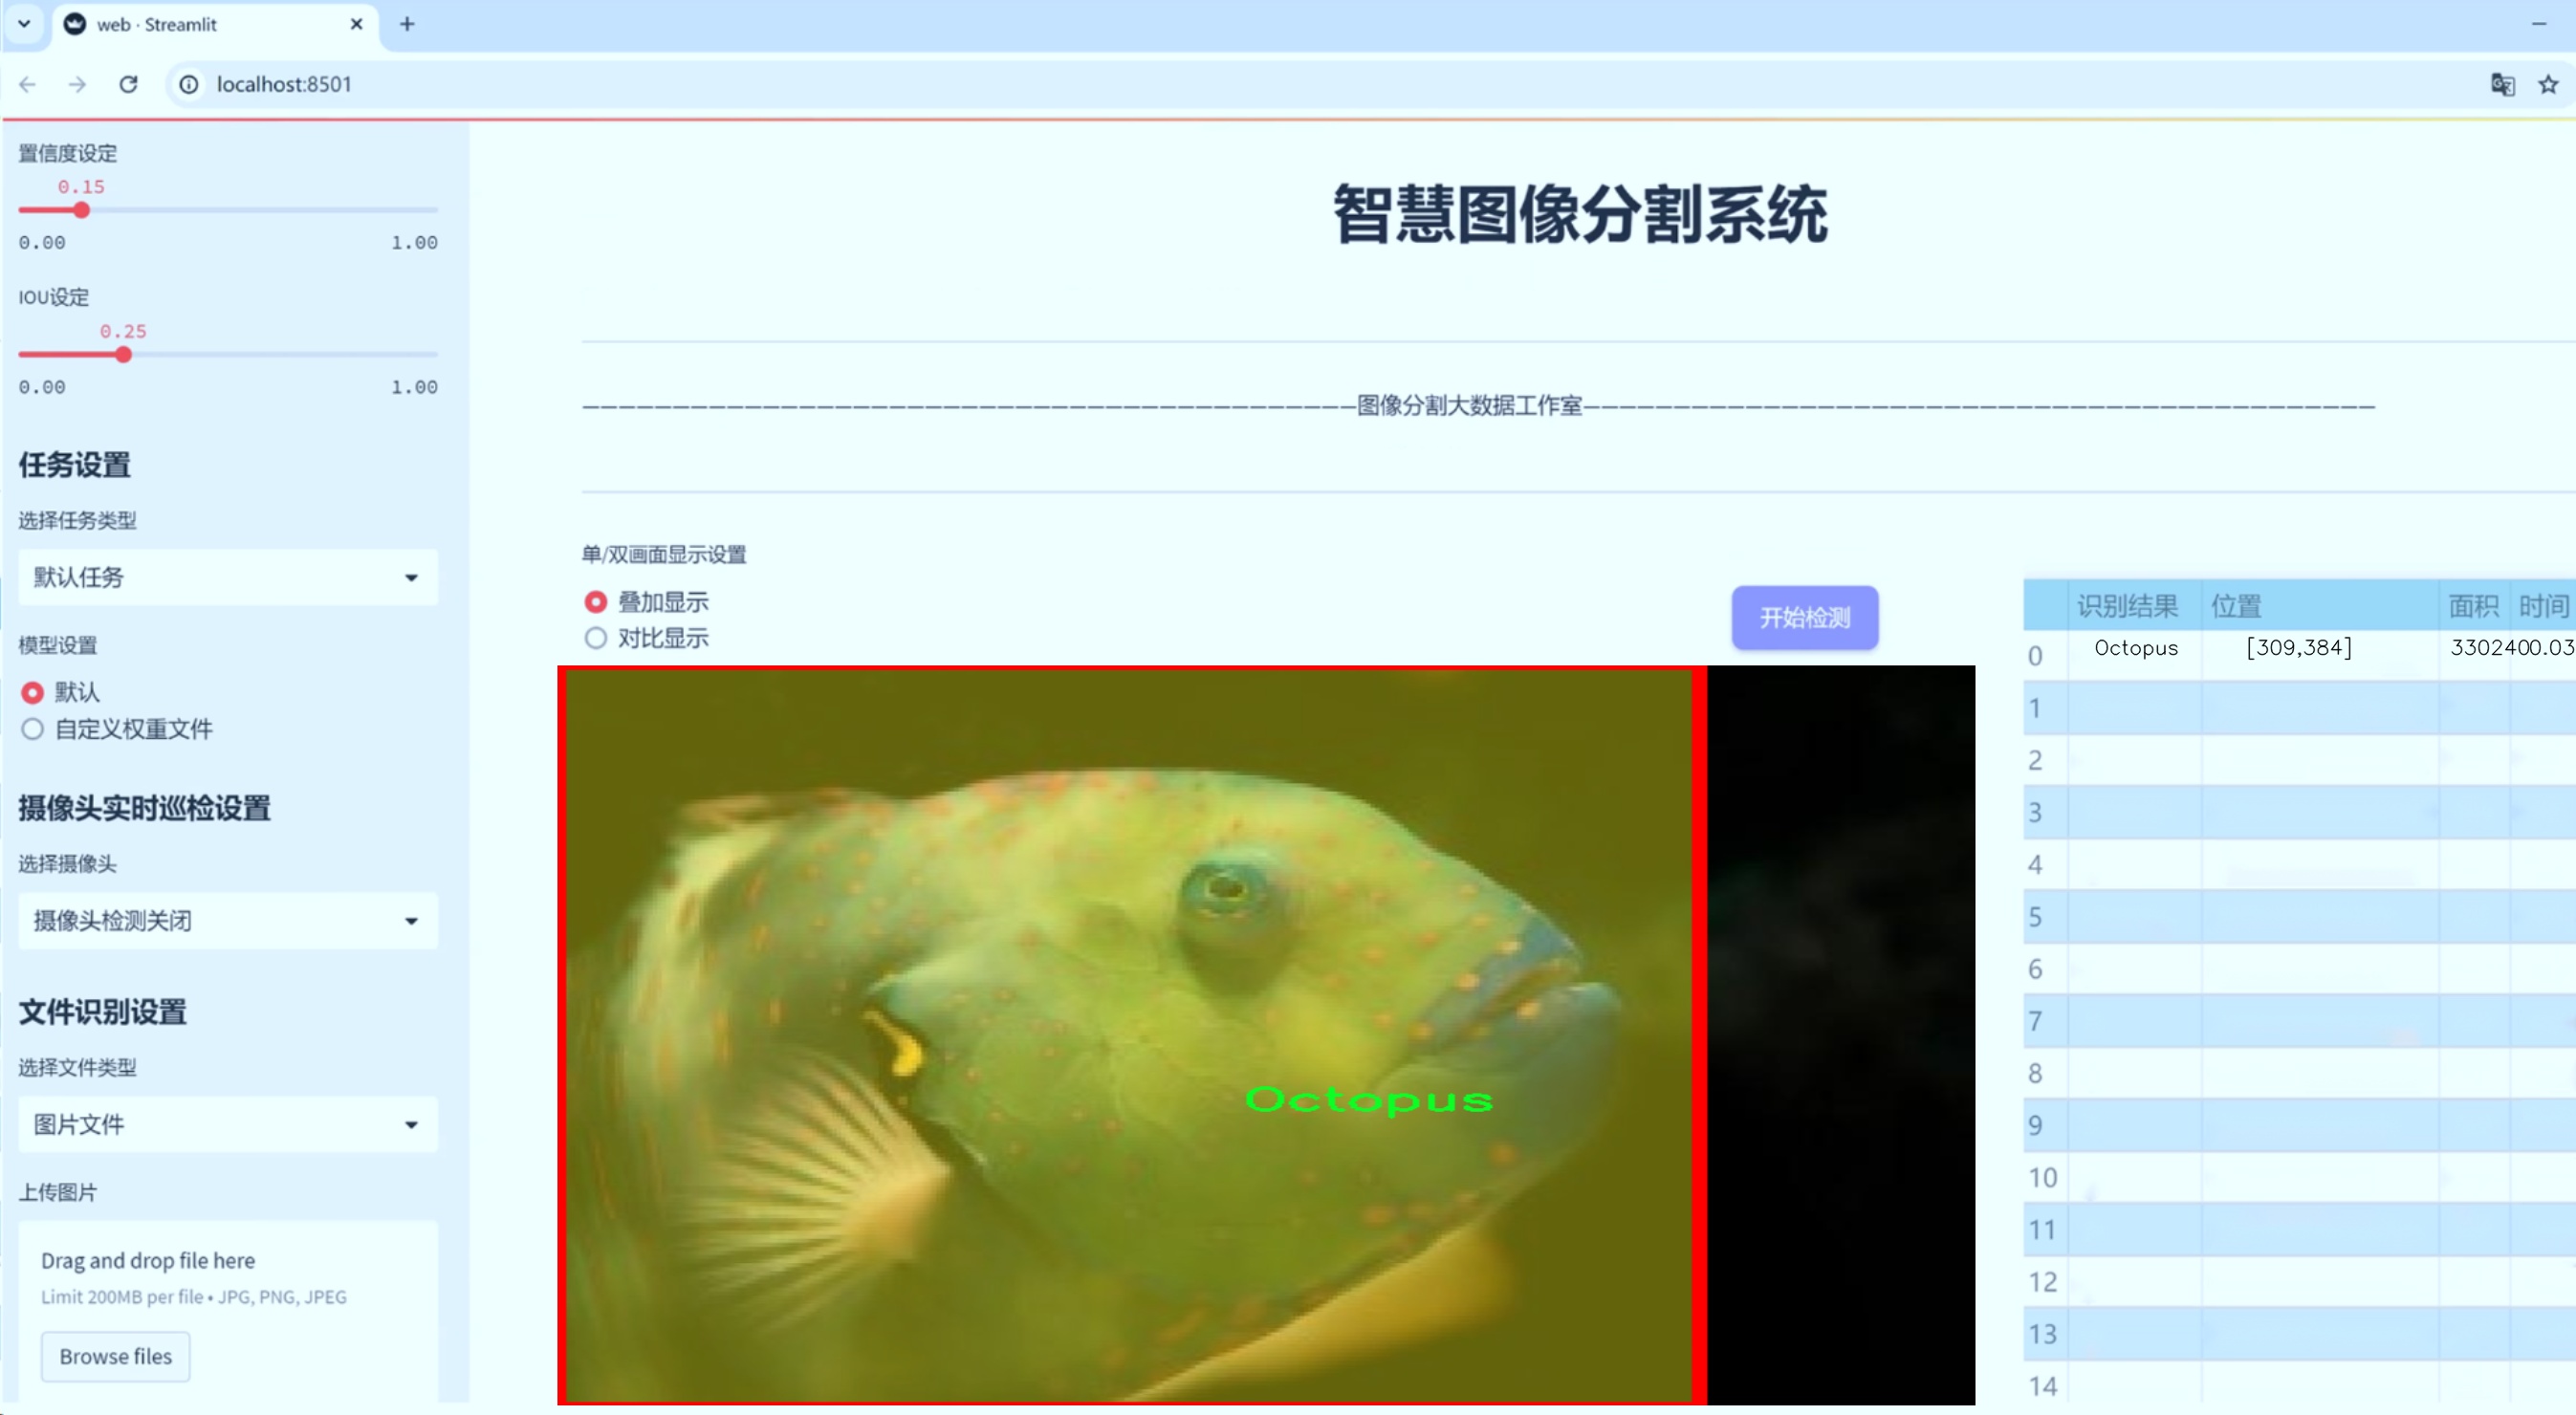 web · Streamlit
localhost:8501
置信度设定
0.15
0.00 1.00
IOU设定
0.25
0.00 1.00
任务设置
选择任务类型
默认任务
模型设置
默认
自定义权重文件
摄像头实时巡检设置
选择摄像头
摄像头检测关闭
文件识别设置
选择文件类型
图片文件
上传图片
Drag and drop file here
Limit 200MB per file • JPG, PNG, JPEG
Browse files
智慧图像分割系统
———————————————————————————————————————————图像分割大数据工作室————————————————————————————————————————————
单/双画面显示设置
叠加显示
对比显示
开始检测
Octopus
识别结果 位置 面积 时间
0 Octopus [309,384] 3302400.03
1
2
3
4
5
6
7
8
9
10
11
12
13
14